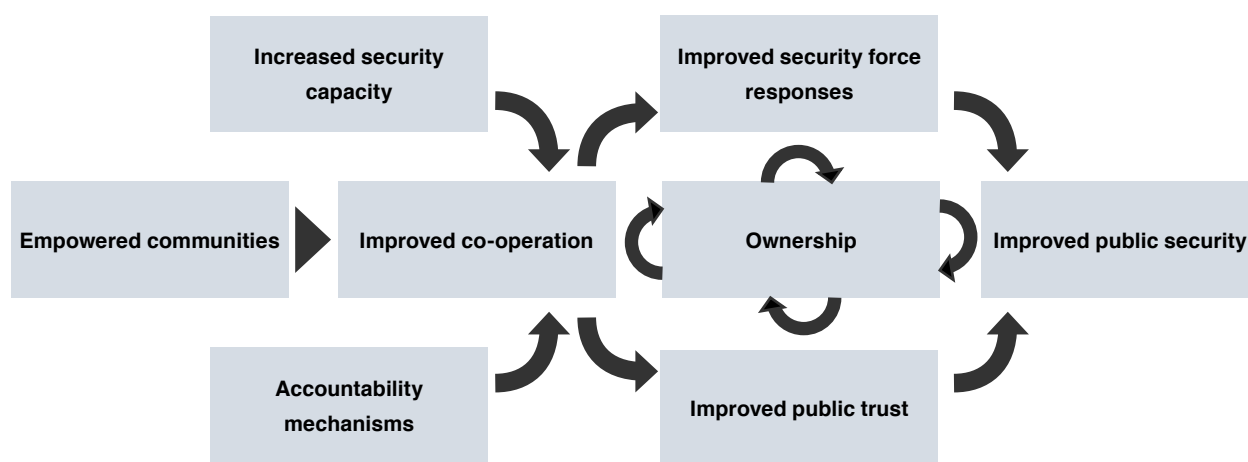 Increased security
capacity
Improved security force
responses
Empowered communities
Improved co-operation
Ownership
Improved public security
Accountability
mechanisms
Improved public trust